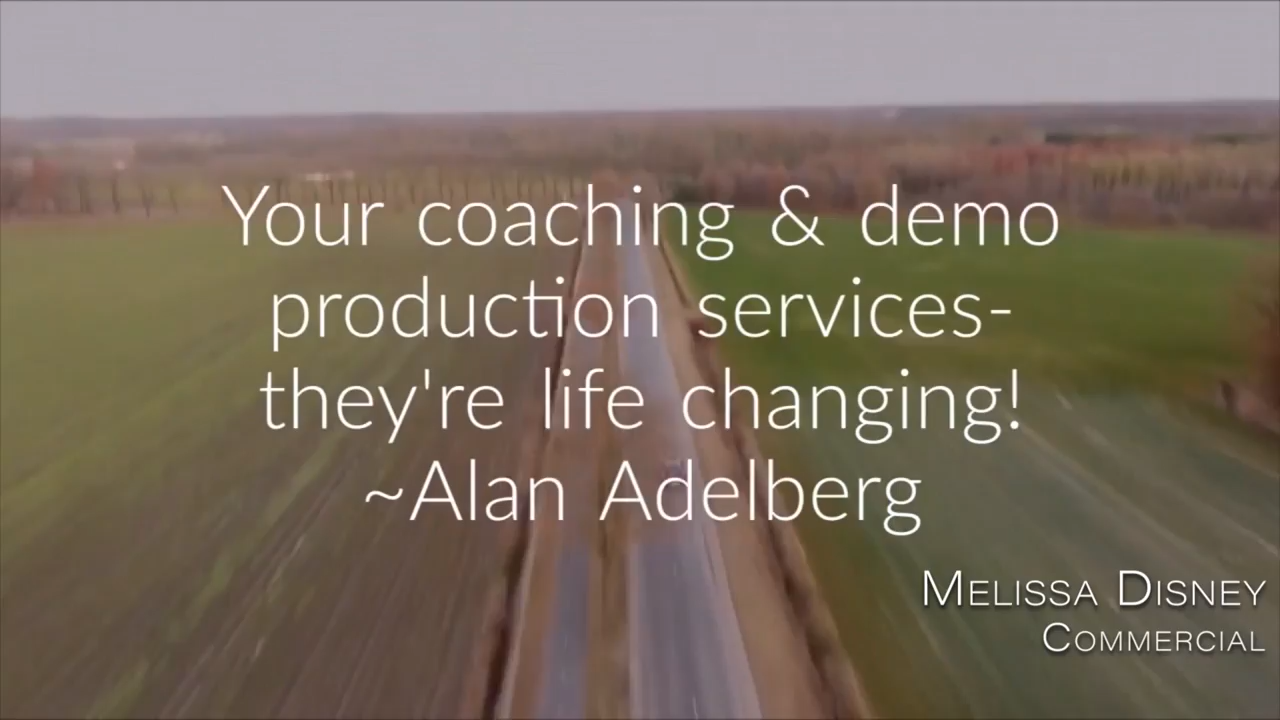 Your coaching & demo
production services-
they're life changing!
~Alan Adelberg
Melissa Disney
Commercial